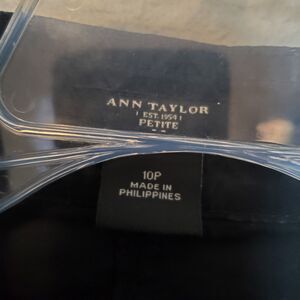 ANN TAYLOR
EST. 1954
PETITE
10P
MADE IN
PHILIPPINES